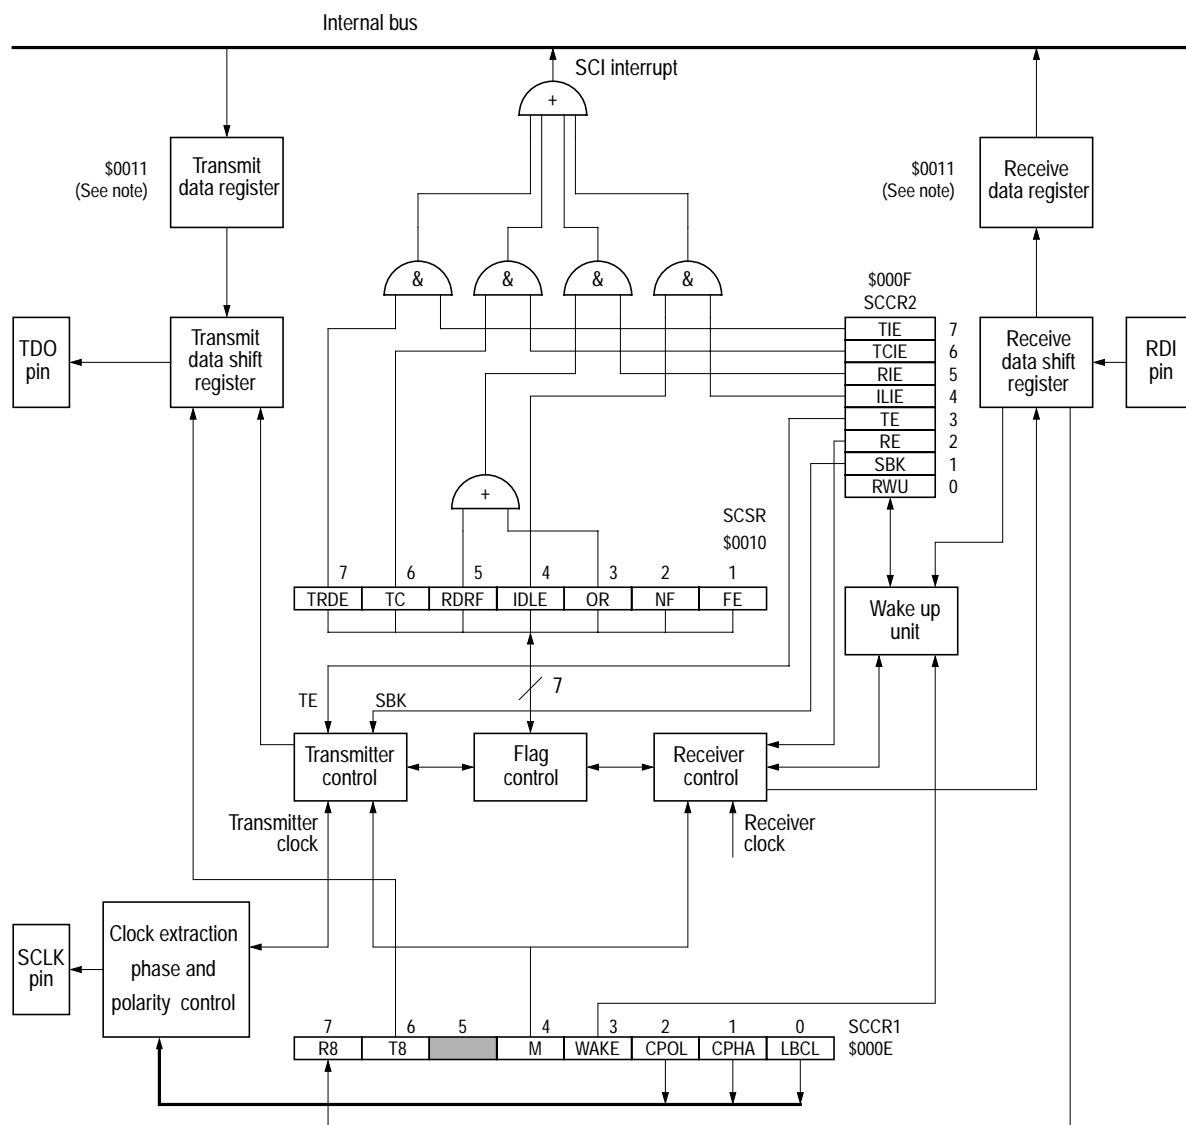 Internal bus
SCI interrupt
+
$0011
(See note)
Transmit
data register
$0011
(See note)
Receive
data register
&
&
&
&
$000F
SCCR2
TDO
pin
Transmit
data shift
register
TIE 7
TCIE 6
RIE 5
ILIE 4
TE 3
RE 2
SBK 1
RWU 0
Receive
data shift
register
RDI
pin
+
SCSR
$0010
7 6 5 4 3 2 1
TRDE TC RDRF IDLE OR NF FE
Wake up
unit
7
TE
SBK
Transmitter
control
Flag
control
Receiver
control
Transmitter
clock
Receiver
clock
SCLK
pin
Clock extraction
phase and
polarity control
7 6 5 4 3 2 1 0 SCCR1
R8 T8 M WAKE CPOL CPHA LBCL $000E